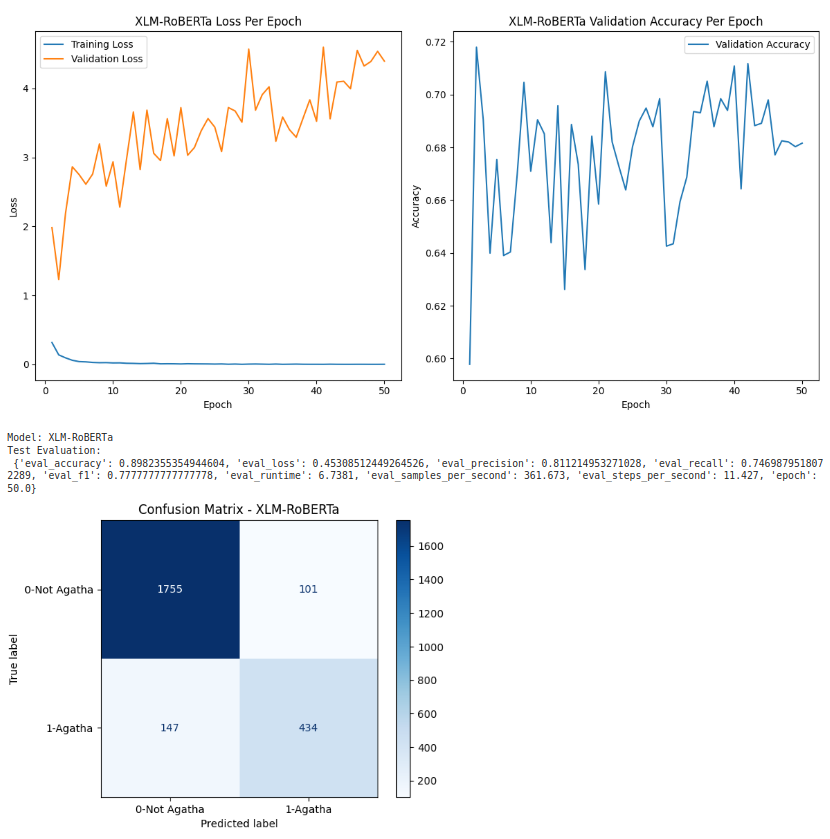 XLM-RoBERTa Loss Per Epoch
Training Loss
Validation Loss
4
3
2
1
0
Loss
0
10
20
30
40
50
Epoch
XLM-RoBERTa Validation Accuracy Per Epoch
Validation Accuracy
0.72
0.70
0.68
0.66
0.64
0.62
0.60
Accuracy
0
10
20
30
40
50
Epoch
Model: XLM-RoBERTa
Test Evaluation:
{'eval_accuracy': 0.8982355354944604, 'eval_loss': 0.45308512449264526, 'eval_precision': 0.811214953271028, 'eval_recall': 0.746987951807
2289, 'eval_f1': 0.7777777777777778, 'eval_runtime': 6.7381, 'eval_samples_per_second': 361.673, 'eval_steps_per_second': 11.427, 'epoch':
50.0}
Confusion Matrix - XLM-RoBERTa
0-Not Agatha
1755
101
1-Agatha
147
434
True label
0-Not Agatha
1-Agatha
Predicted label
1600
1400
1200
1000
800
600
400
200